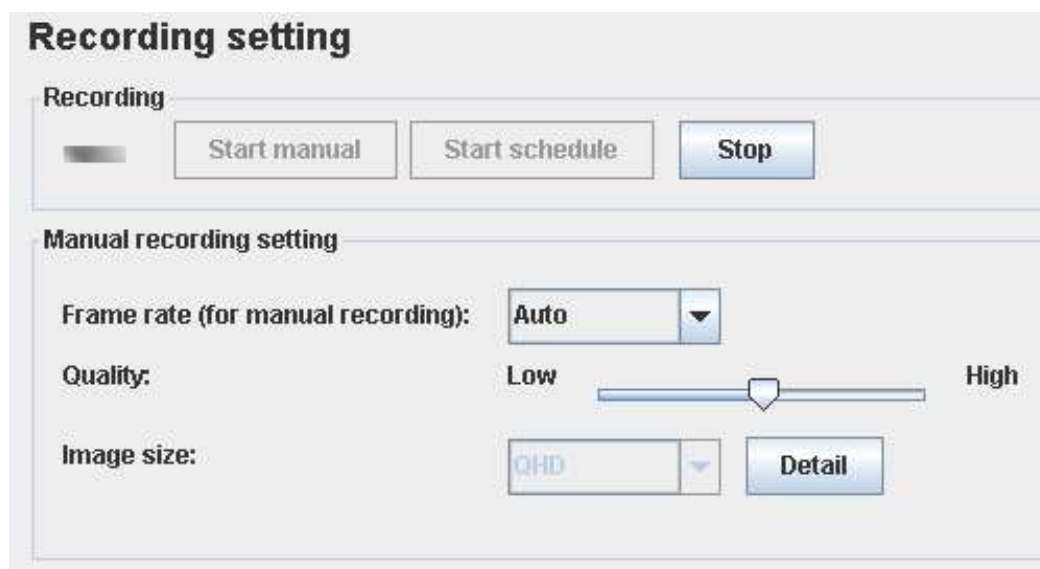 Recording setting
Recording
Start manual Start schedule Stop
Manual recording setting
Frame rate (for manual recording): Auto
Quality: Low High
Image size: QHD Detail